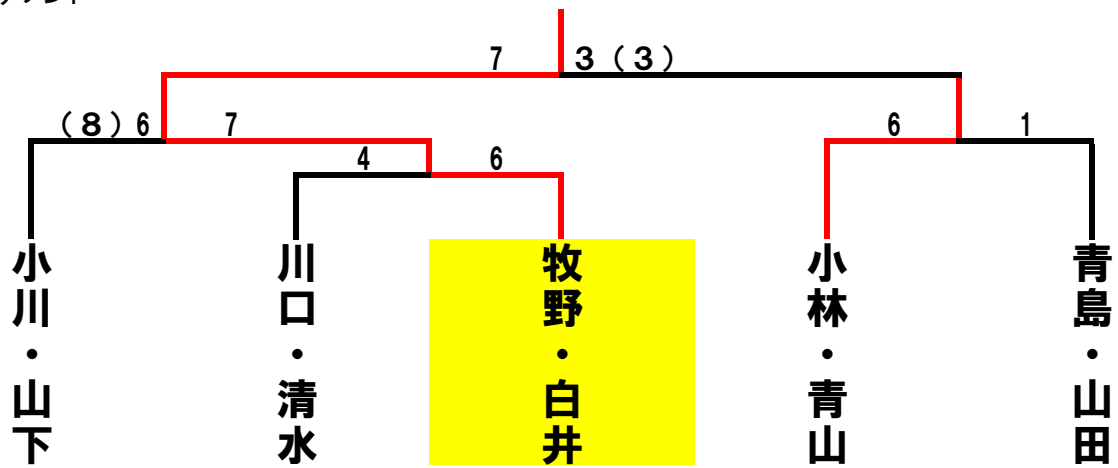 7 3（3）
（8）6 7 6 1
4 6
小川・山下
川口・清水
牧野・白井
小林・青山
青島・山田